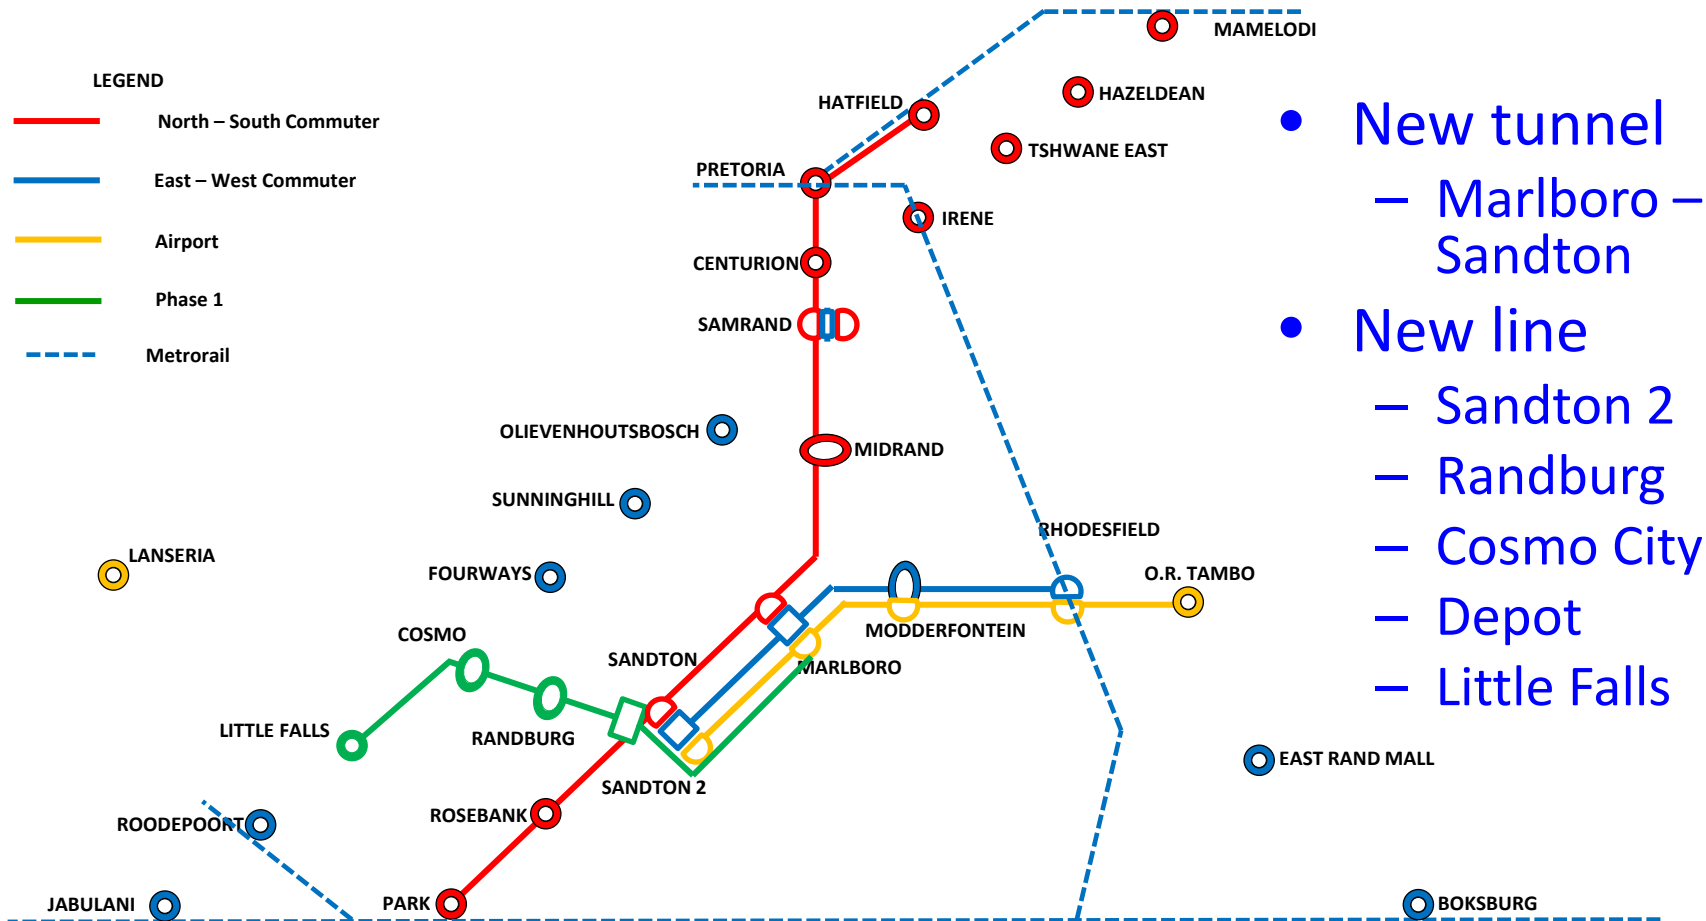 LEGEND
North – South Commuter
East – West Commuter
Airport
Phase 1
Metrorail
MAMELODI
HAZELDEAN
HATFIELD
TSHWANE EAST
PRETORIA
IRENE
CENTURION
SAMRAND
OLIEVENHOUTSBOSCH
MIDRAND
SUNNINGHILL
RHODESFIELD
LANSERIA
FOURWAYS
O.R. TAMBO
COSMO
MODDERFONTEIN
SANDTON
MARLBORO
LITTLE FALLS
RANDBURG
SANDTON 2
EAST RAND MALL
ROSEBANK
ROODEPOORT
JABULANI
PARK
BOKSBURG
• New tunnel
– Marlboro –
Sandton
• New line
– Sandton 2
– Randburg
– Cosmo City
– Depot
– Little Falls